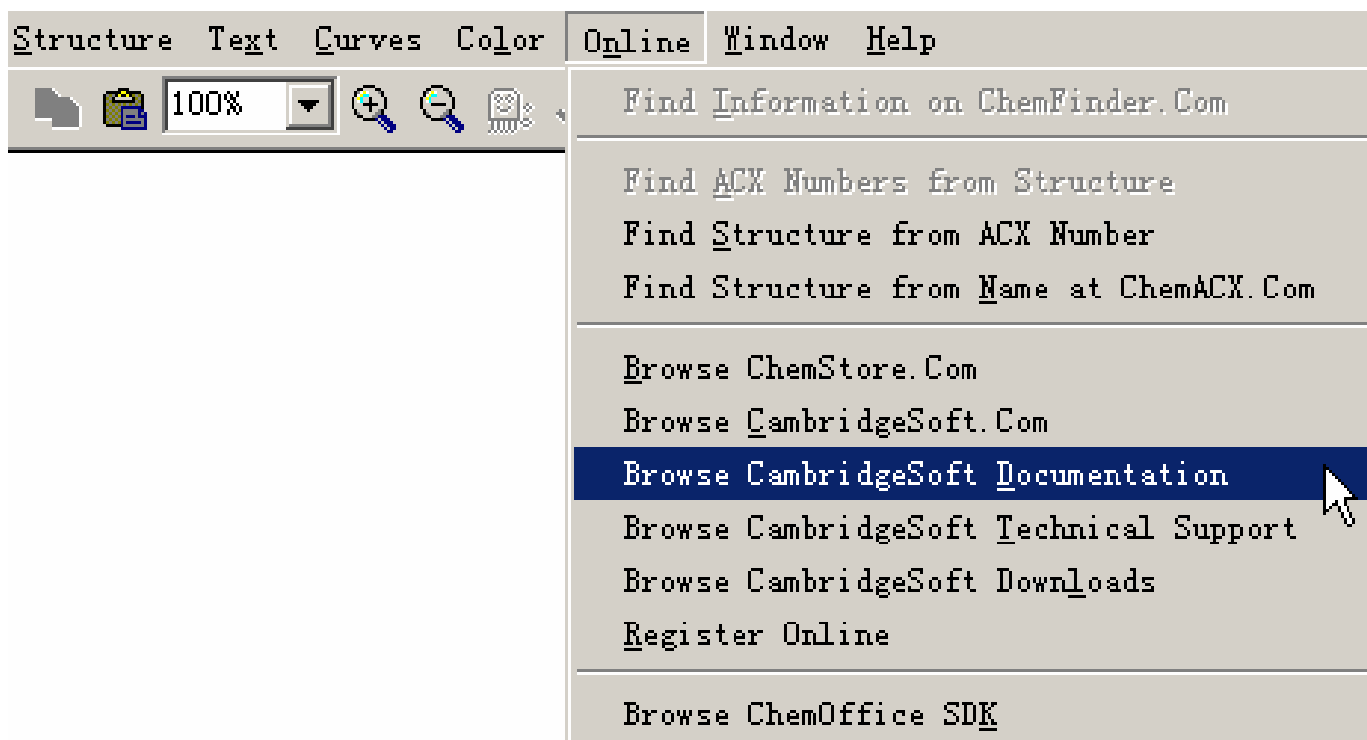 Structure Text Curves Color Online Window Help
100%
Find Information on ChemFinder.Com
Find ACX Numbers from Structure
Find Structure from ACX Number
Find Structure from Name at ChemACX.Com
Browse ChemStore.Com
Browse CambridgeSoft.Com
Browse CambridgeSoft Documentation
Browse CambridgeSoft Technical Support
Browse CambridgeSoft Downloads
Register Online
Browse ChemOffice SDK